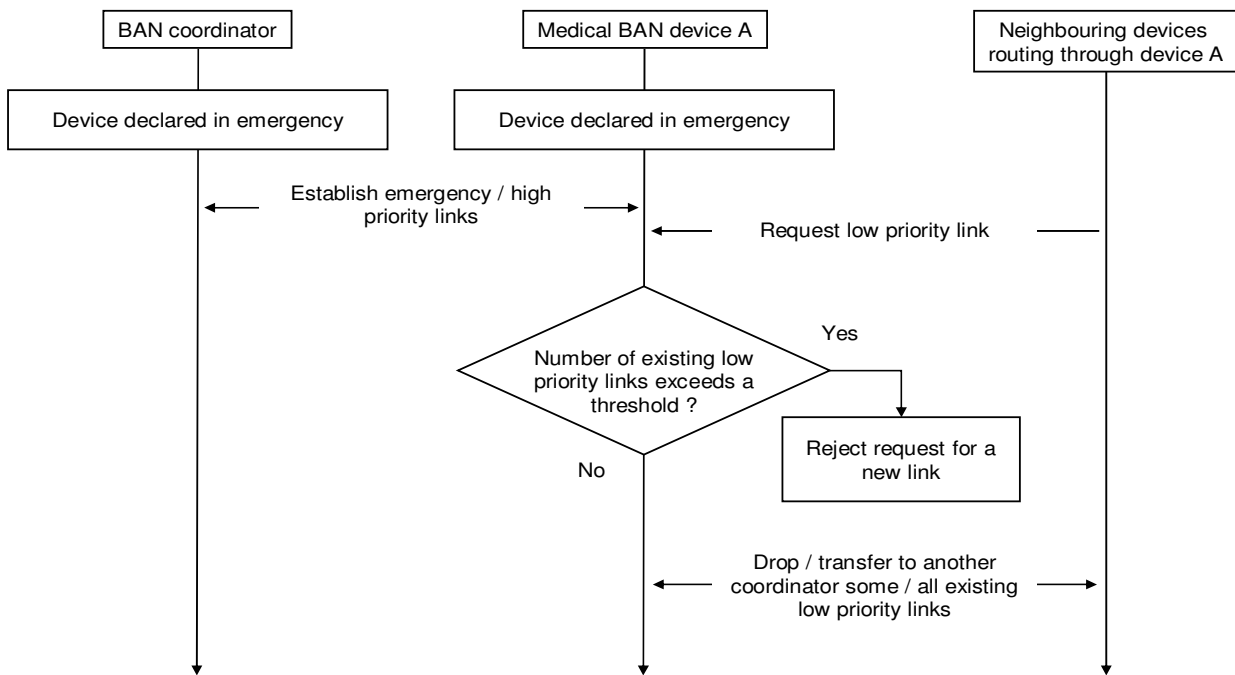 BAN coordinator
Medical BAN device A
Neighbouring devices
routing through device A
Device declared in emergency
Device declared in emergency
Establish emergency / high
priority links
Request low priority link
Yes
Number of existing low
priority links exceeds a
threshold ?
Reject request for a
new link
No
Drop / transfer to another
coordinator some / all existing
low priority links